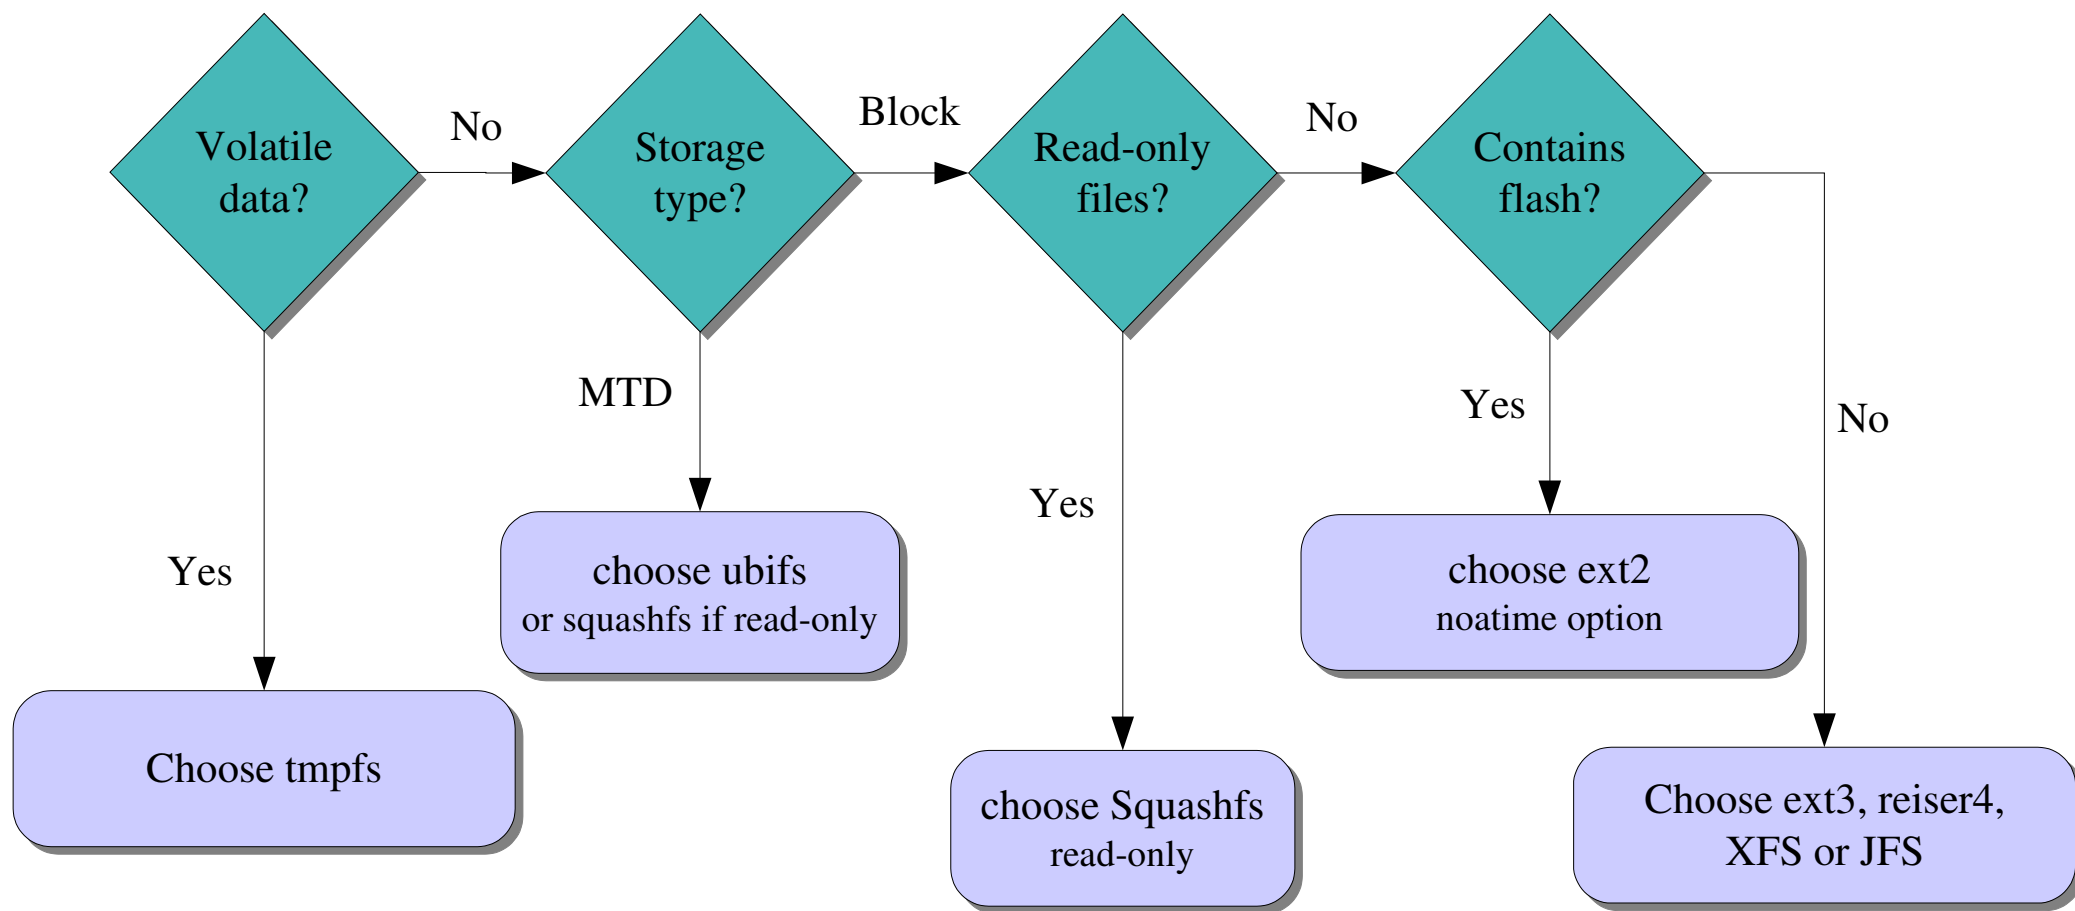 Volatile
data?
No
Storage
type?
Block
Read-only
files?
No
Contains
flash?
Yes
MTD
Yes
Yes
No
Choose tmpfs
choose ubifs
or squashfs if read-only
choose Squashfs
read-only
choose ext2
noatime option
Choose ext3, reiser4,
XFS or JFS